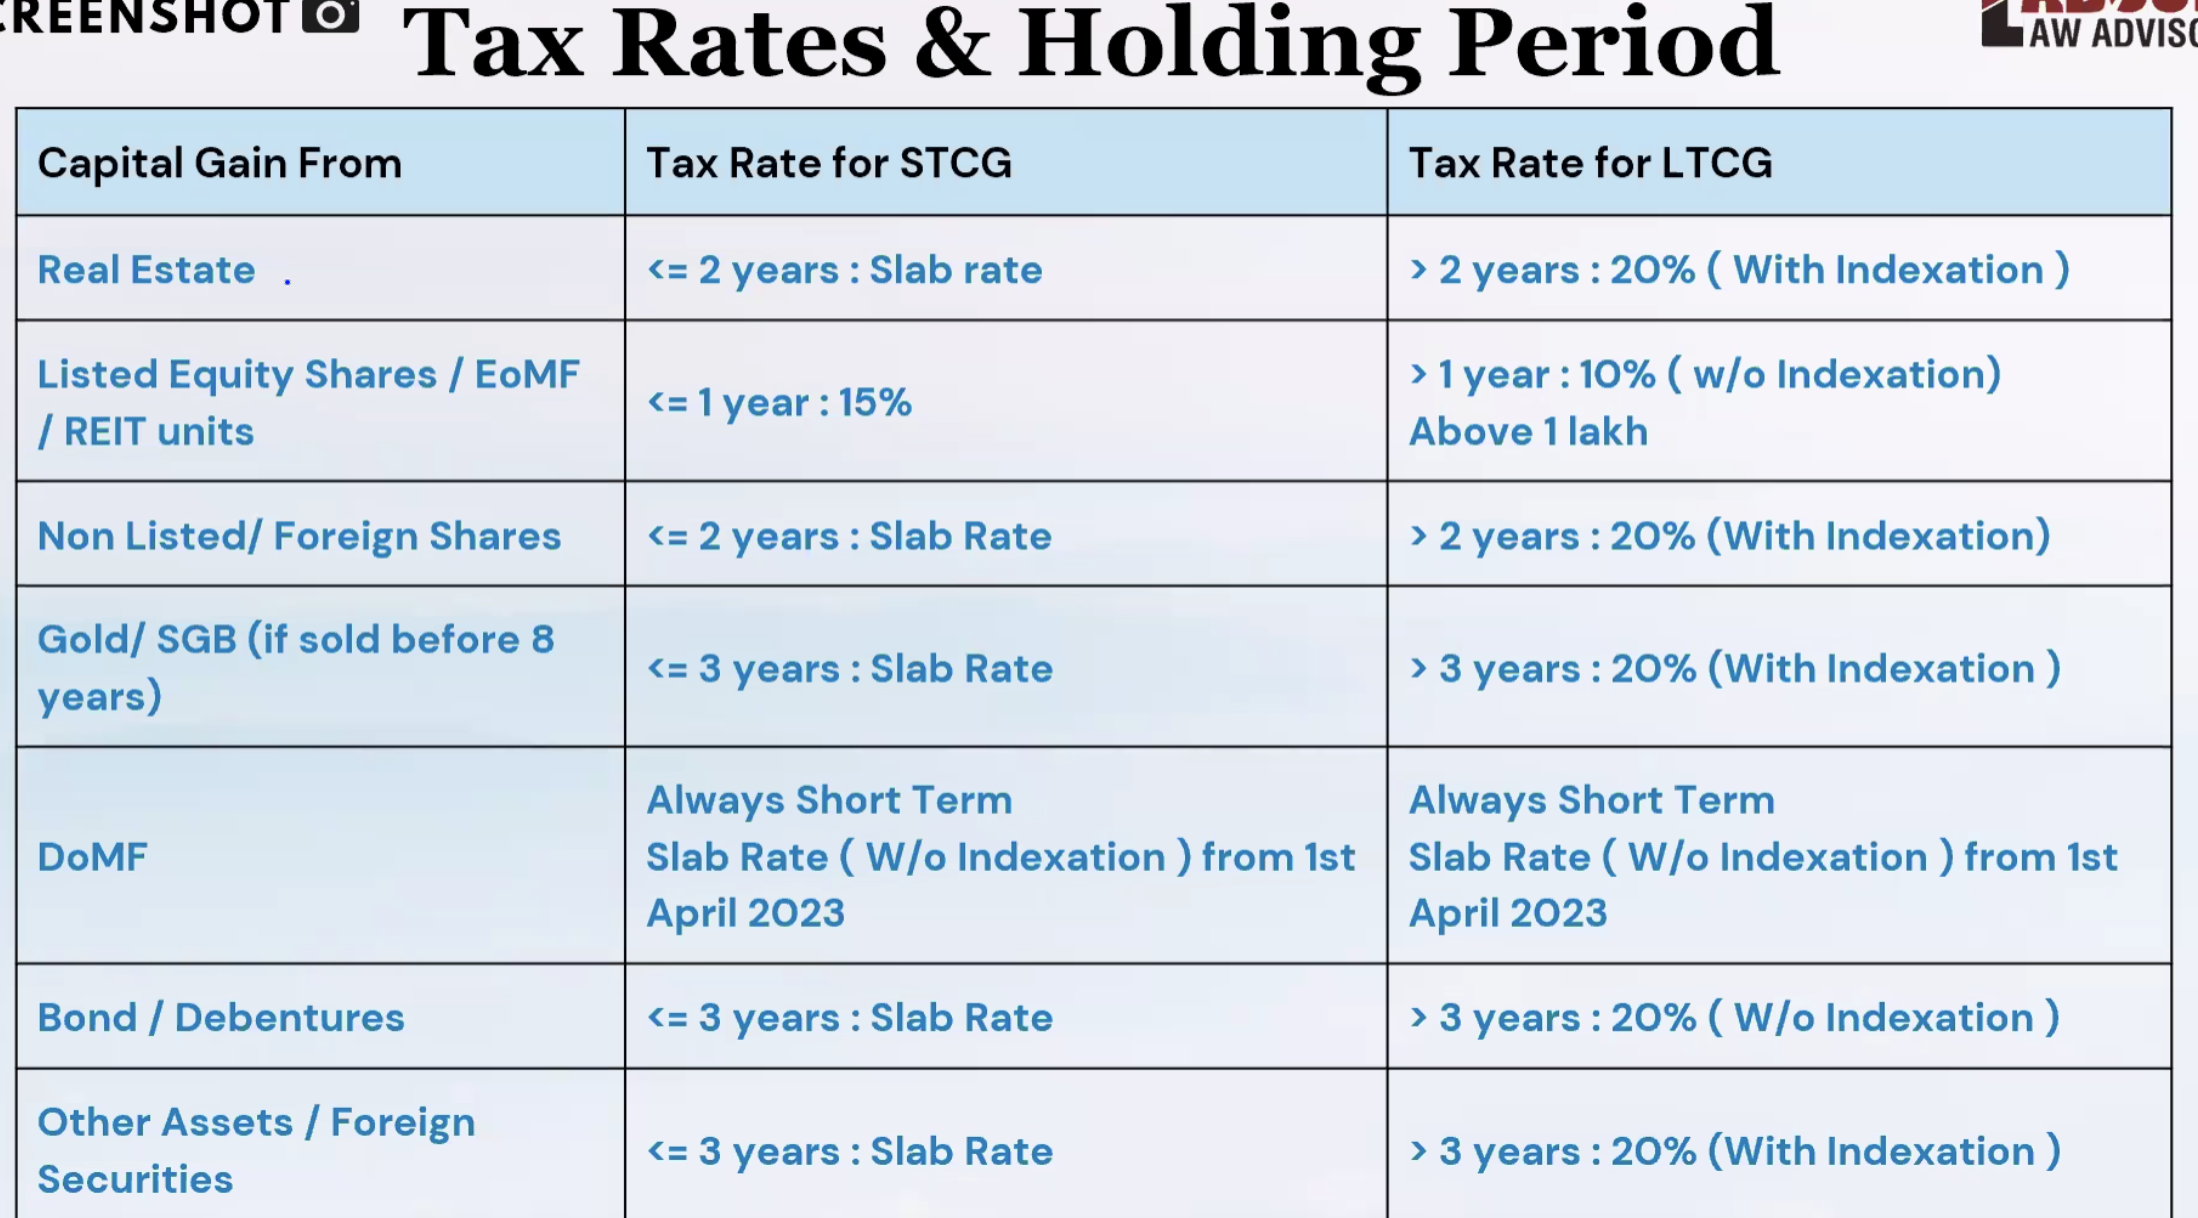 CREENSHOT
Tax Rates & Holding Period
AW ADVISO
Capital Gain From
Tax Rate for STCG
Tax Rate for LTCG
Real Estate .
<= 2 years : Slab rate
> 2 years : 20% ( With Indexation )
Listed Equity Shares / EoMF
/ REIT units
<= 1 year : 15%
> 1 year : 10% ( w/o Indexation)
Above 1 lakh
Non Listed/ Foreign Shares
<= 2 years : Slab Rate
> 2 years : 20% (With Indexation)
Gold/ SGB (if sold before 8
years)
<= 3 years : Slab Rate
> 3 years : 20% (With Indexation )
DoMF
Always Short Term
Slab Rate ( W/o Indexation ) from 1st
April 2023
Always Short Term
Slab Rate ( W/o Indexation ) from 1st
April 2023
Bond / Debentures
<= 3 years : Slab Rate
> 3 years : 20% ( W/o Indexation )
Other Assets / Foreign
Securities
<= 3 years : Slab Rate
> 3 years : 20% (With Indexation )